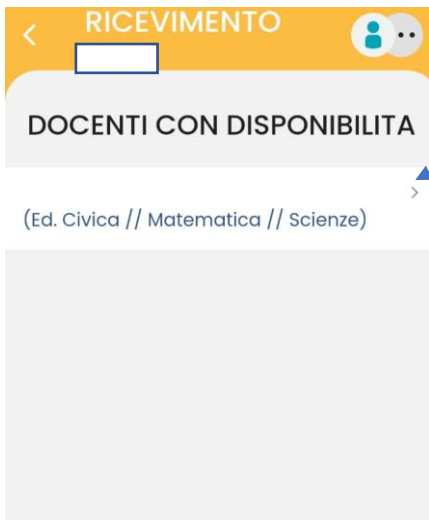 RICEVIMENTO
DOCENTI CON DISPONIBILITA
(Ed. Civica // Matematica // Scienze)